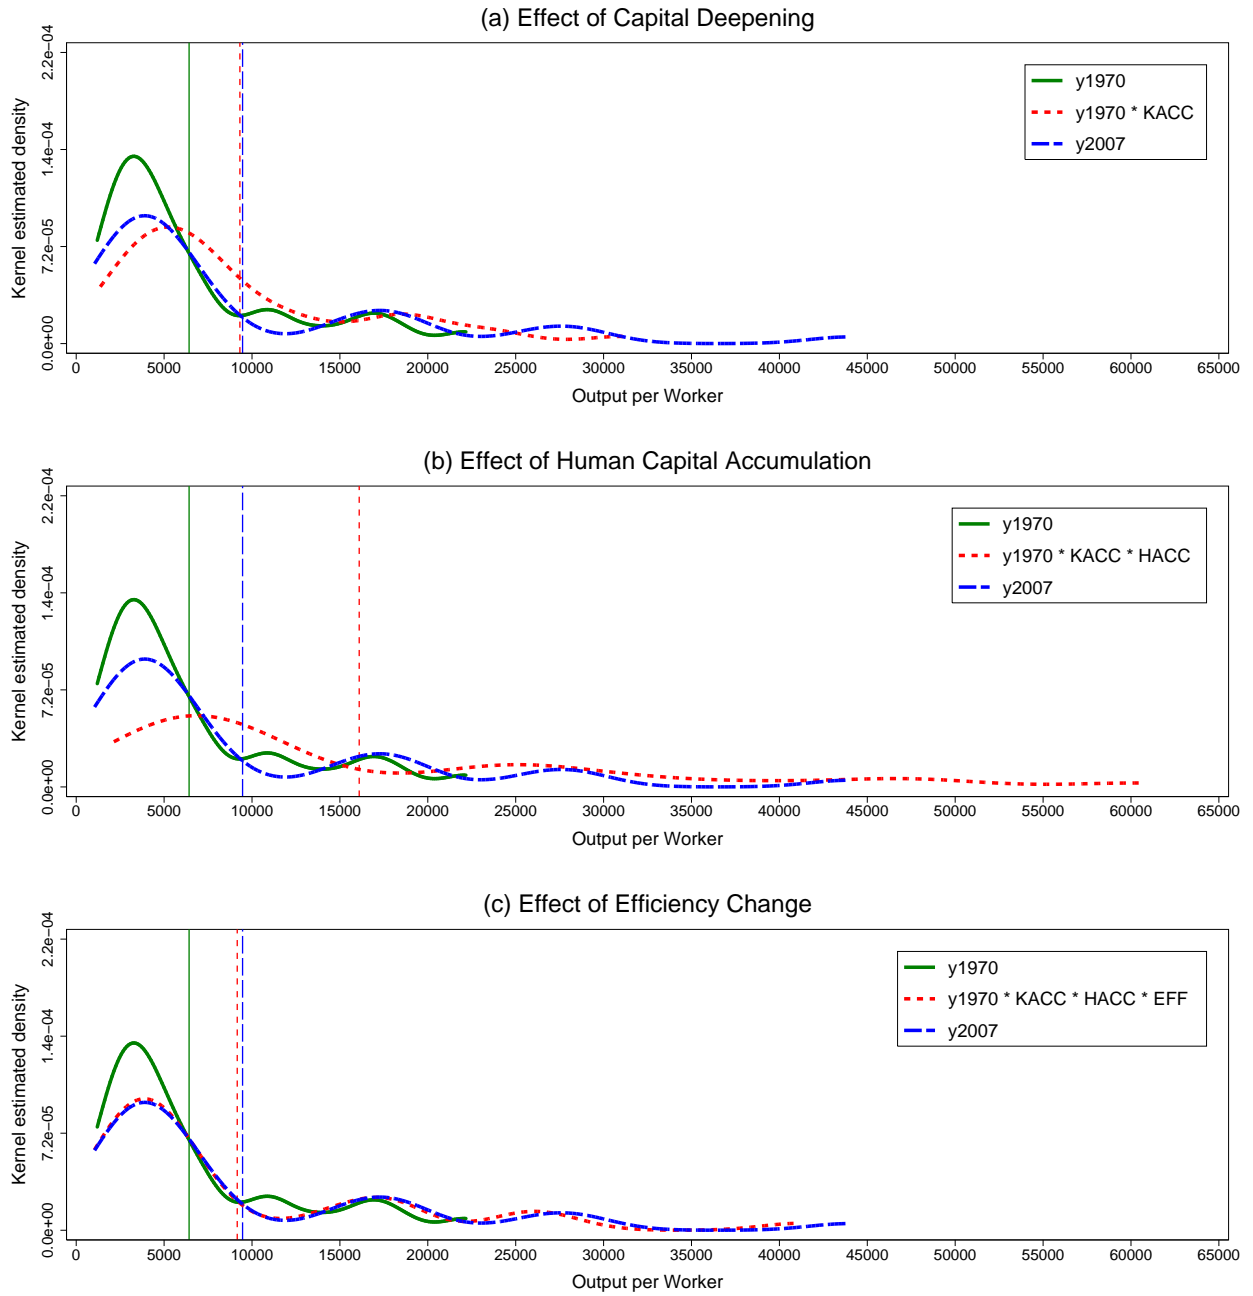 (a) Effect of Capital Deepening
Kernel estimated density
2.2e−04
1.4e−04
7.2e−05
0.0e+00
y1970
y1970 * KACC
y2007
0 5000 10000 15000 20000 25000 30000 35000 40000 45000 50000 55000 60000 65000
Output per Worker
(b) Effect of Human Capital Accumulation
Kernel estimated density
2.2e−04
1.4e−04
7.2e−05
0.0e+00
y1970
y1970 * KACC * HACC
y2007
0 5000 10000 15000 20000 25000 30000 35000 40000 45000 50000 55000 60000 65000
Output per Worker
(c) Effect of Efficiency Change
Kernel estimated density
2.2e−04
1.4e−04
7.2e−05
0.0e+00
y1970
y1970 * KACC * HACC * EFF
y2007
0 5000 10000 15000 20000 25000 30000 35000 40000 45000 50000 55000 60000 65000
Output per Worker